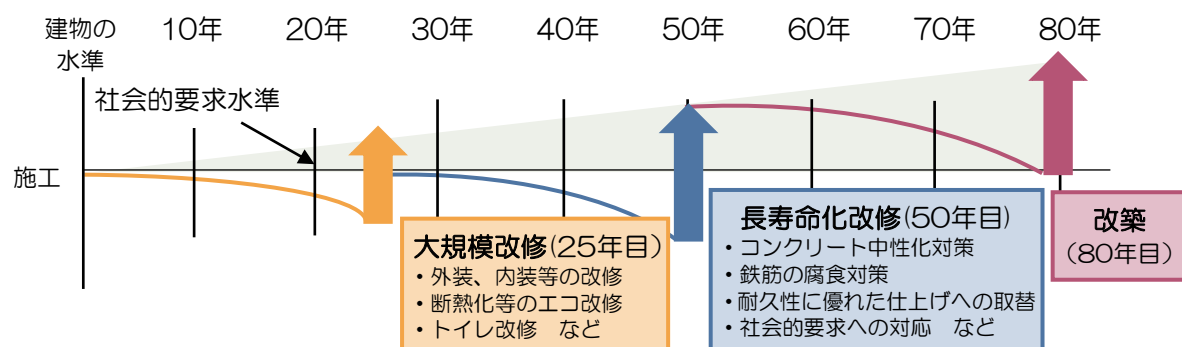 建物の
水準
10年
20年
30年
40年
50年
60年
70年
80年
社会的要求水準
施工
大規模改修(25年目)
・外装、内装等の改修
・断熱化等のエコ改修
・トイレ改修　など
長寿命化改修(50年目)
・コンクリート中性化対策
・鉄筋の腐食対策
・耐久性に優れた仕上げへの取替
・社会的要求への対応　など
改築
(80年目)